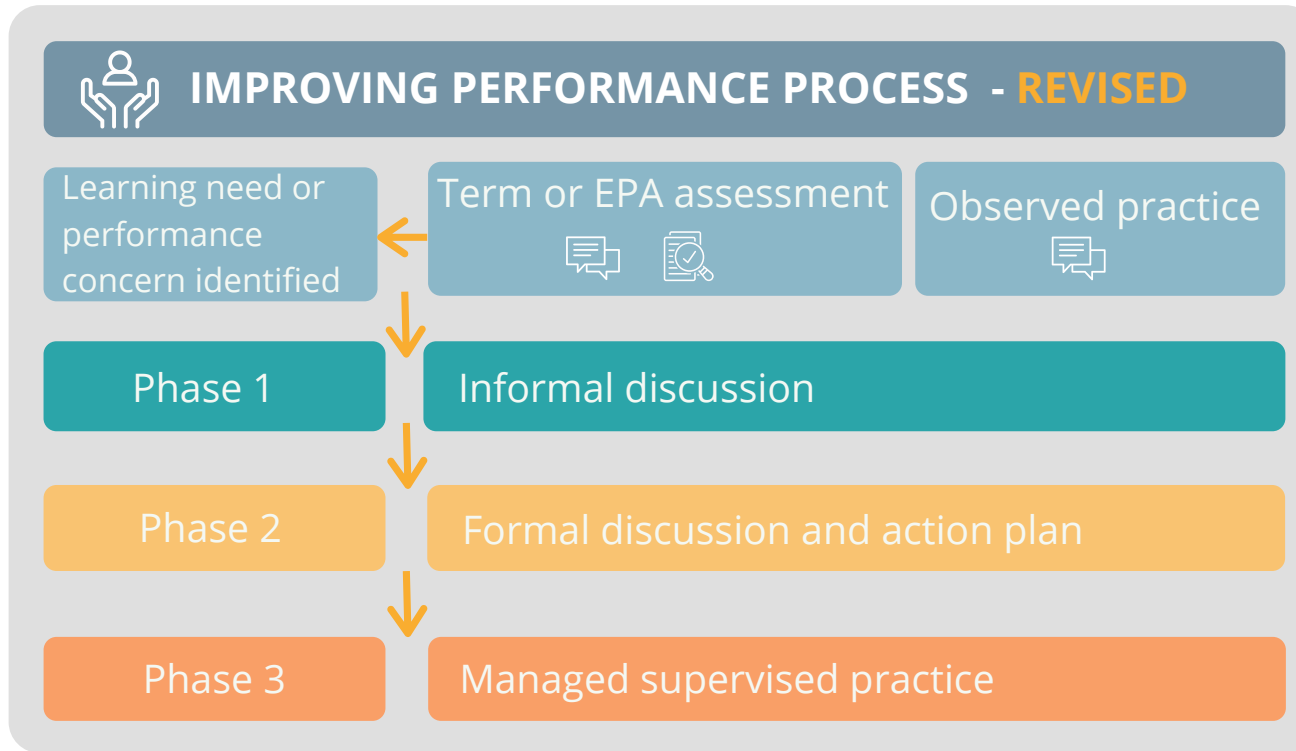 IMPROVING PERFORMANCE PROCESS - REVISED
Learning need or
performance
concern identified
Term or EPA assessment
Observed practice
Phase 1
Informal discussion
Phase 2
Formal discussion and action plan
Phase 3
Managed supervised practice